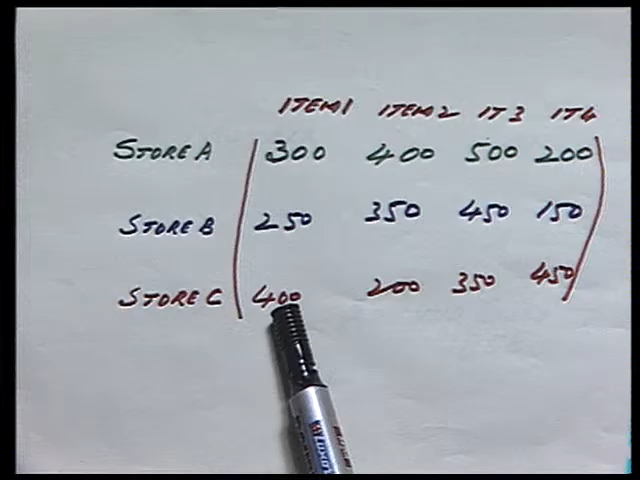 ITEM1 ITEM2 IT3 IT4
STORE A 300 400 500 200
STORE B 250 350 450 150
STORE C 400 200 350 450